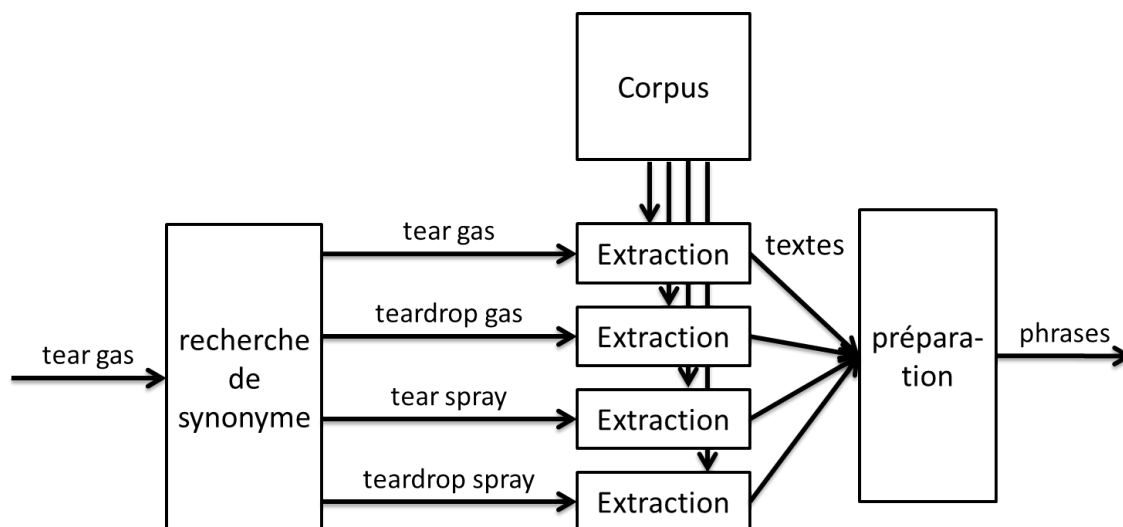 Corpus
tear gas
recherche
de
synonyme
tear gas
Extraction
textes
teardrop gas
Extraction
tear spray
Extraction
teardrop spray
Extraction
prépara-
tion
phrases